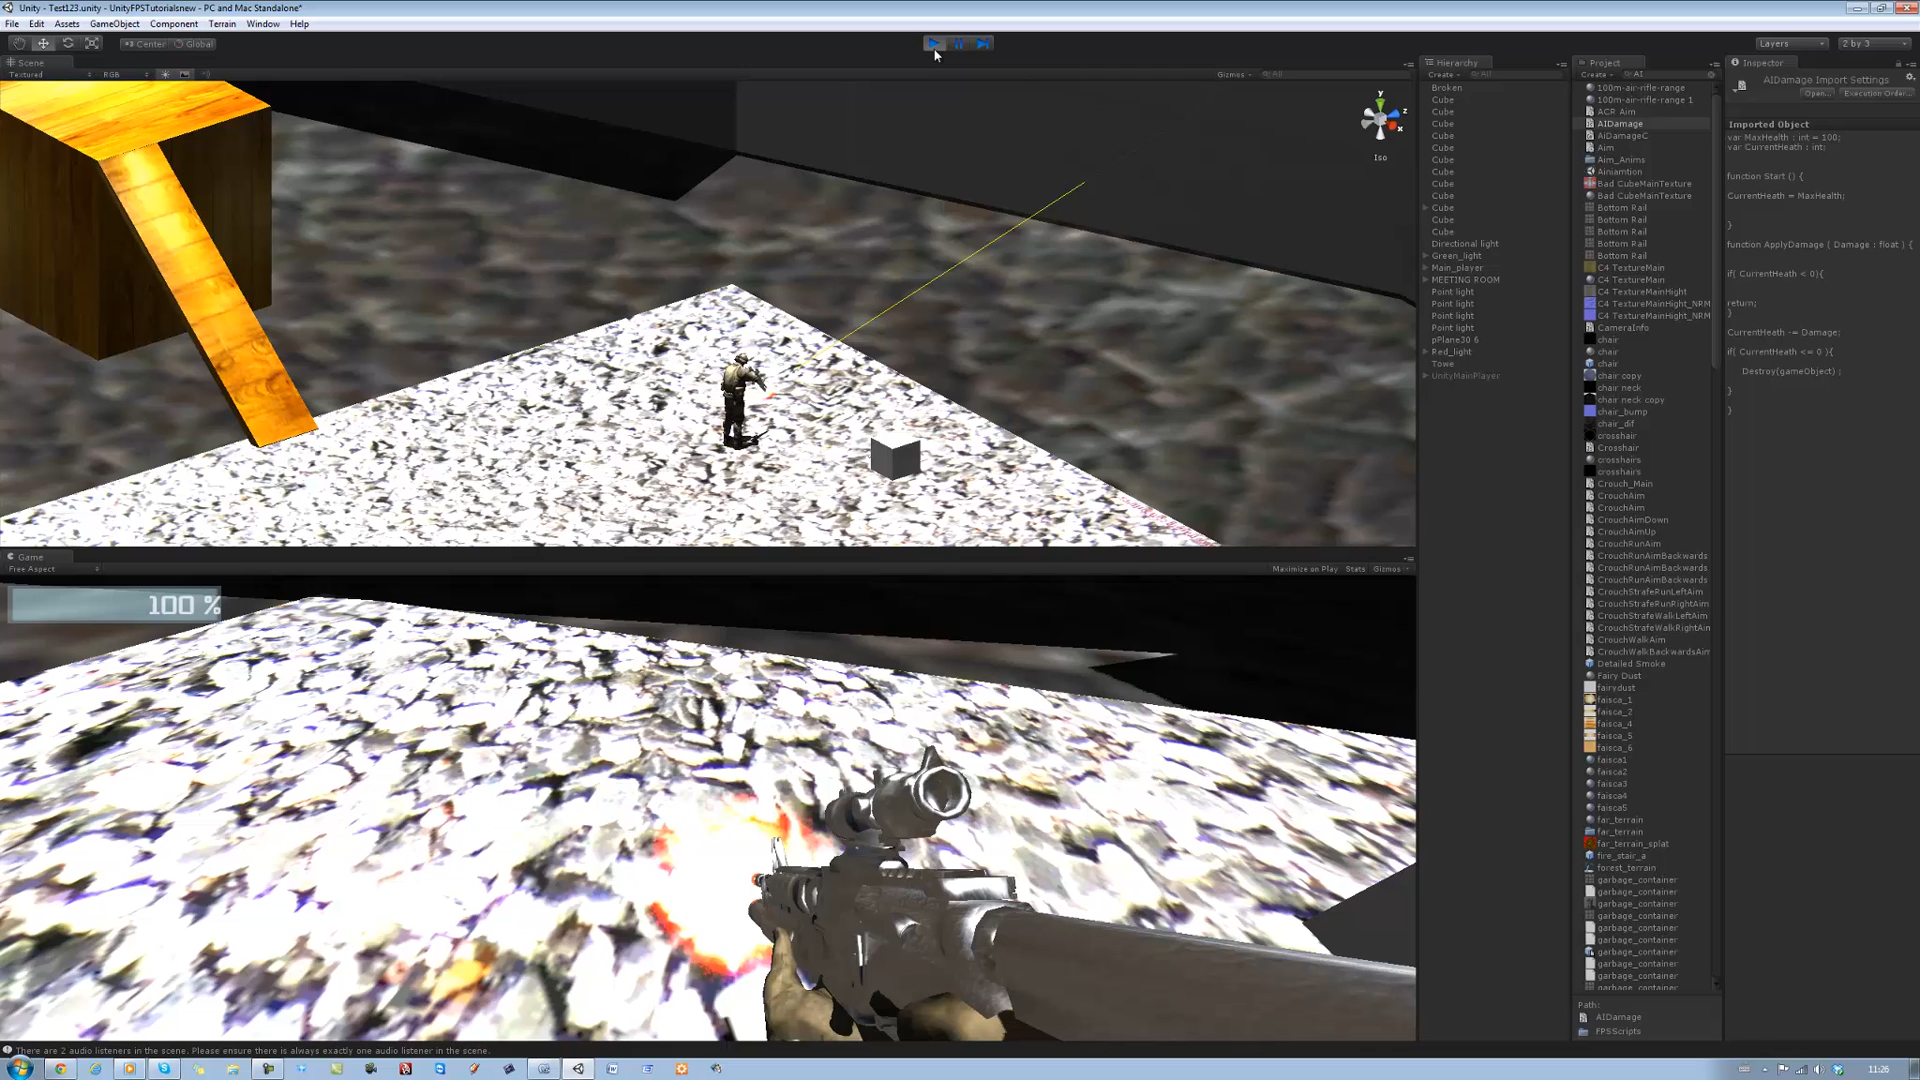 Unity - Test123.unity - UnityFPSTutorialsnew - PC and Mac Standalone*
File Edit Assets GameObject Component Terrain Window Help
Center Global
Layers
2 by 3
Scene
Textured RGB Gizmos All
y
z
x
Iso
Game
Free Aspect
Maximize on Play Stats Gizmos
100 %
Hierarchy
Create All
Broken
Cube
Cube
Cube
Cube
Cube
Cube
Cube
Cube
Cube
Cube
Cube
Cube
Directional light
Green_light
Main_player
MEETING ROOM
Point light
Point light
Point light
Point light
pPlane30 6
Red_light
Towe
UnityMainPlayer
Project
Create AI
100m-air-rifle-range
100m-air-rifle-range 1
ACR Aim
AIDamage
AiDamageC
Aim
Aim_Anims
Ainiamtion
Bad CubeMainTexture
Bad CubeMainTexture
Bottom Rail
Bottom Rail
Bottom Rail
Bottom Rail
Bottom Rail
C4 TextureMain
C4 TextureMain
C4 TextureMainHight
C4 TextureMainHight_NRM
C4 TextureMainHight_NRM
CameraInfo
chair
chair
chair
chair copy
chair neck
chair neck copy
chair_bump
chair_dif
crosshair
Crosshair
crosshairs
crosshairs
Crouch_Main
CrouchAim
CrouchAim
CrouchAimDown
CrouchAimUp
CrouchRunAim
CrouchRunAimBackwards
CrouchRunAimBackwards
CrouchRunAimBackwards
CrouchStrafeRunLeftAim
CrouchStrafeRunRightAim
CrouchStrafeWalkLeftAim
CrouchStrafeWalkRightAim
CrouchWalkAim
CrouchWalkBackwardsAim
Detailed Smoke
Fairy Dust
fairydust
faisca_1
faisca_2
faisca_4
faisca_5
faisca_6
faisca1
faisca2
faisca3
faisca4
faisca5
far_terrain
far_terrain
far_terrain_splat
fire_stair_a
forest_terrain
garbage_container
garbage_container
garbage_container
garbage_container
garbage_container
garbage_container
garbage_container
garbage_container
garbage_container
garbage_container
Path:
AIDamage
FPSScripts
Inspector
AIDamage Import Settings
Open... Execution Order...
Imported Object
var MaxHealth : int = 100;
var CurrentHeath : int;
function Start () {
CurrentHeath = MaxHealth;
}
function ApplyDamage ( Damage : float ) {
if( CurrentHeath < 0){
return;
}
CurrentHeath -= Damage;
if( CurrentHeath <= 0 ){
Destroy(gameObject) ;
}
}
There are 2 audio listeners in the scene. Please ensure there is always exactly one audio listener in the scene.
11:26